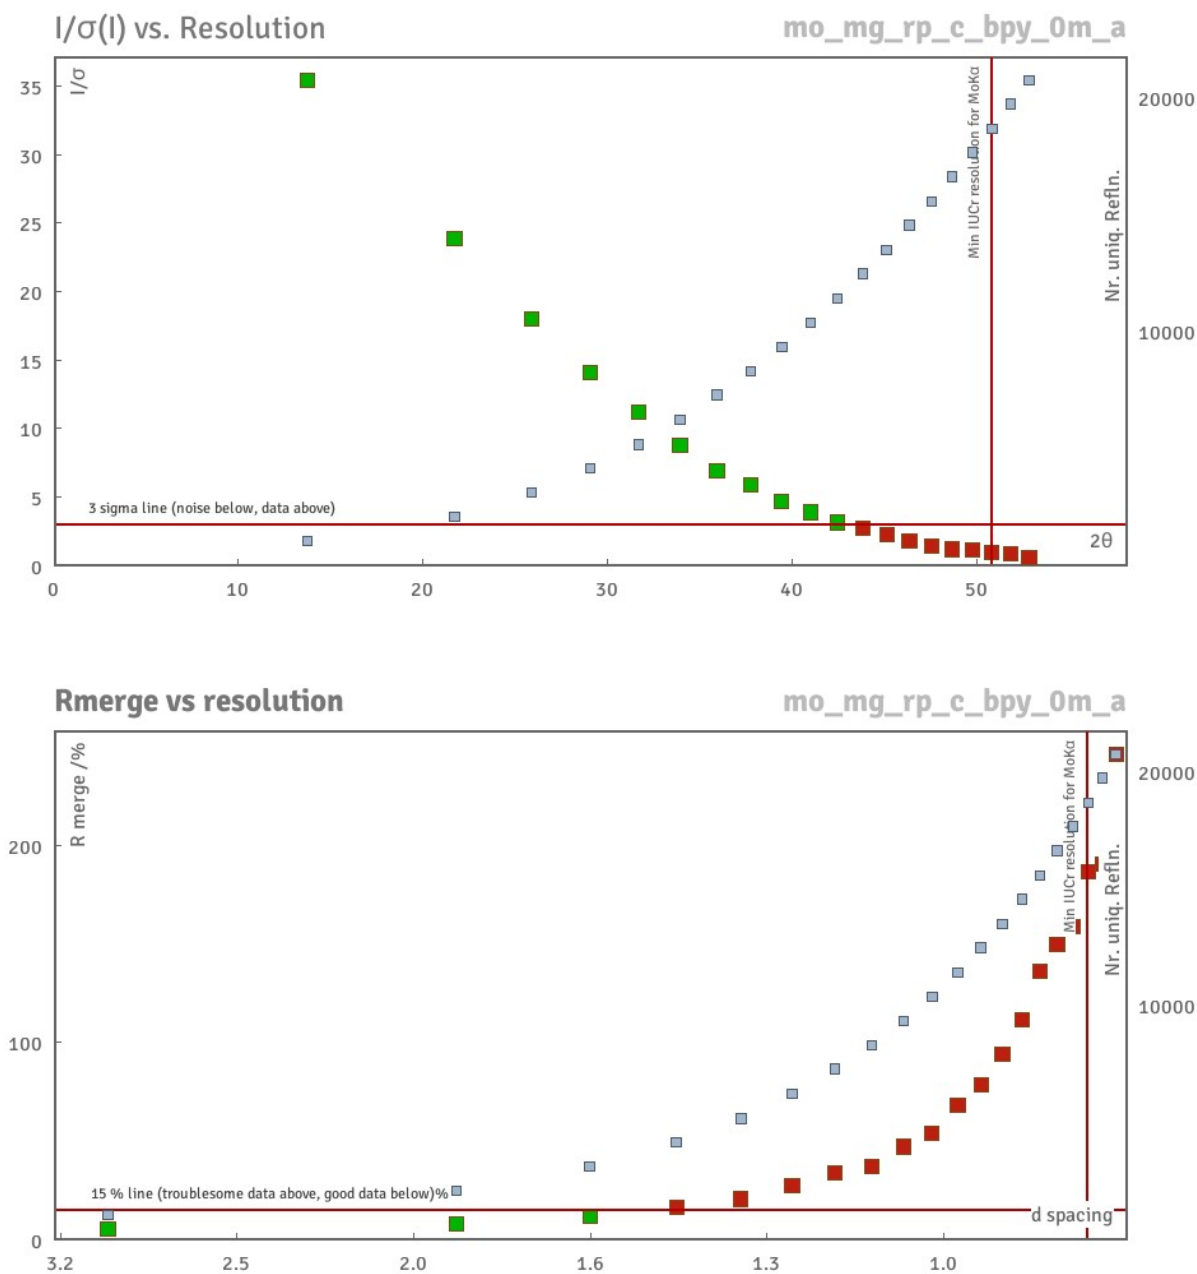 I/σ(I) vs. Resolution
mo_mg_rp_c_bpy_0m_a
I/σ
Min IUCr resolution for MoKα
Nr. uniq. Refln.
35
30
25
20
15
10
5
0
20000
10000
3 sigma line (noise below, data above)
2θ
0 10 20 30 40 50
Rmerge vs resolution
mo_mg_rp_c_bpy_0m_a
R merge /%
Min IUCr resolution for MoKα
Nr. uniq. Refln.
200
100
0
20000
10000
15 % line (troublesome data above, good data below)%
d spacing
3.2 2.5 2.0 1.6 1.3 1.0